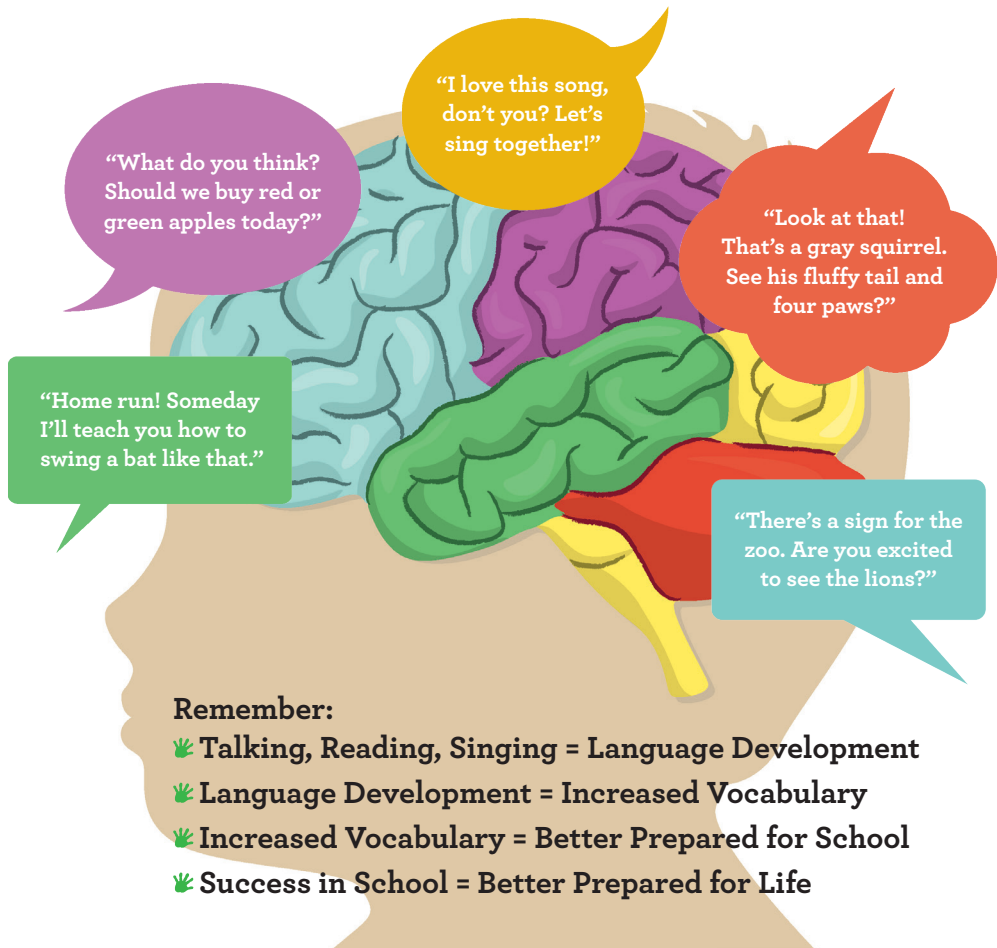 “I love this song,
don’t you? Let’s
sing together!”
“What do you think?
Should we buy red or
green apples today?”
“Look at that!
That’s a gray squirrel.
See his fluffy tail and
four paws?”
“Home run! Someday
I’ll teach you how to
swing a bat like that.”
“There’s a sign for the
zoo. Are you excited
to see the lions?”
Remember:
Talking, Reading, Singing = Language Development
Language Development = Increased Vocabulary
Increased Vocabulary = Better Prepared for School
Success in School = Better Prepared for Life